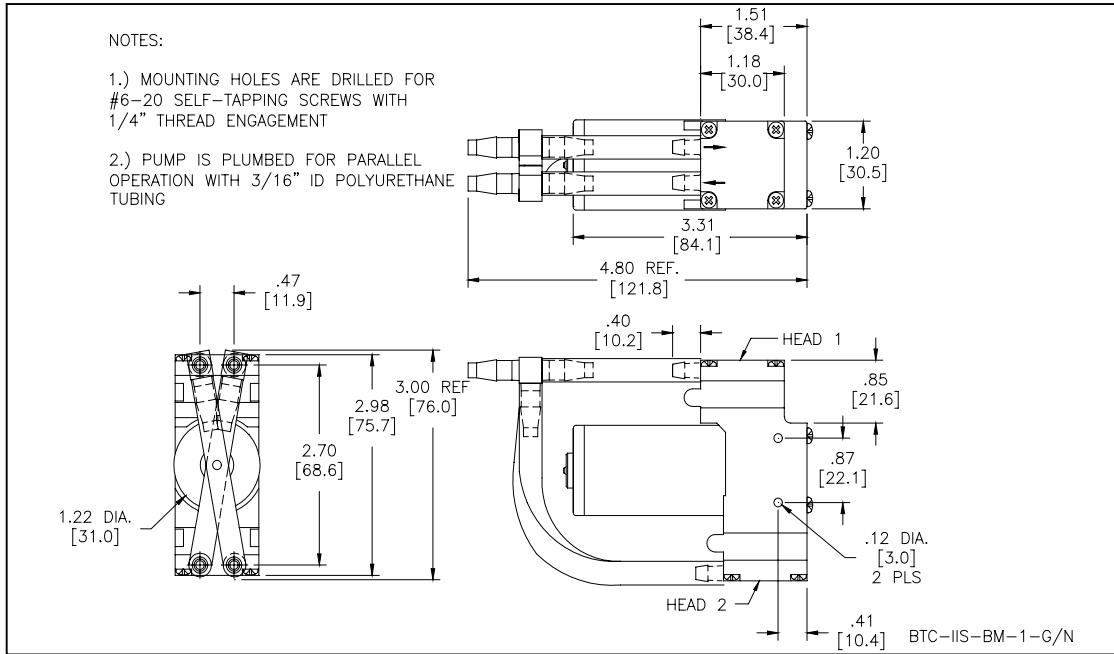 NOTES:
1.) MOUNTING HOLES ARE DRILLED FOR
#6-20 SELF-TAPPING SCREWS WITH
1/4" THREAD ENGAGEMENT
2.) PUMP IS PLUMBED FOR PARALLEL
OPERATION WITH 3/16" ID POLYURETHANE
TUBING
1.51
[38.4]
1.18
[30.0]
1.20
[30.5]
3.31
[84.1]
4.80 REF.
[121.8]
.47
[11.9]
3.00 REF
[76.0]
2.98
[75.7]
2.70
[68.6]
1.22 DIA.
[31.0]
.40
[10.2]
HEAD 1
.85
[21.6]
.87
[22.1]
.12 DIA.
[3.0]
2 PLS
HEAD 2
.41
[10.4]
BTC-IIS-BM-1-G/N